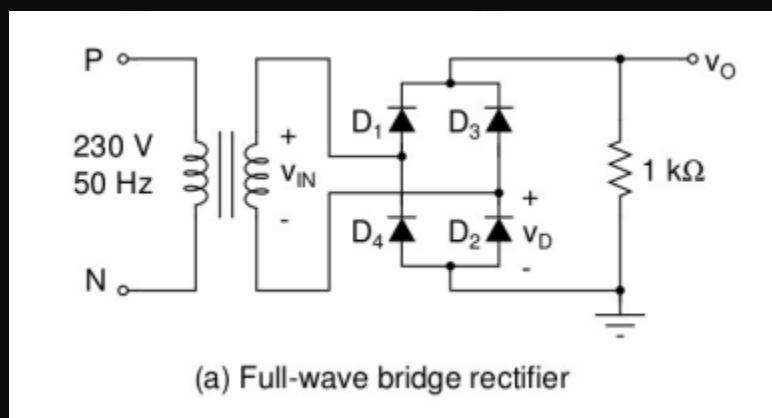 P
230 V
50 Hz
N
+
VIN
-
D1
D3
D4
D2
+
VD
-
VO
1 kΩ
(a) Full-wave bridge rectifier